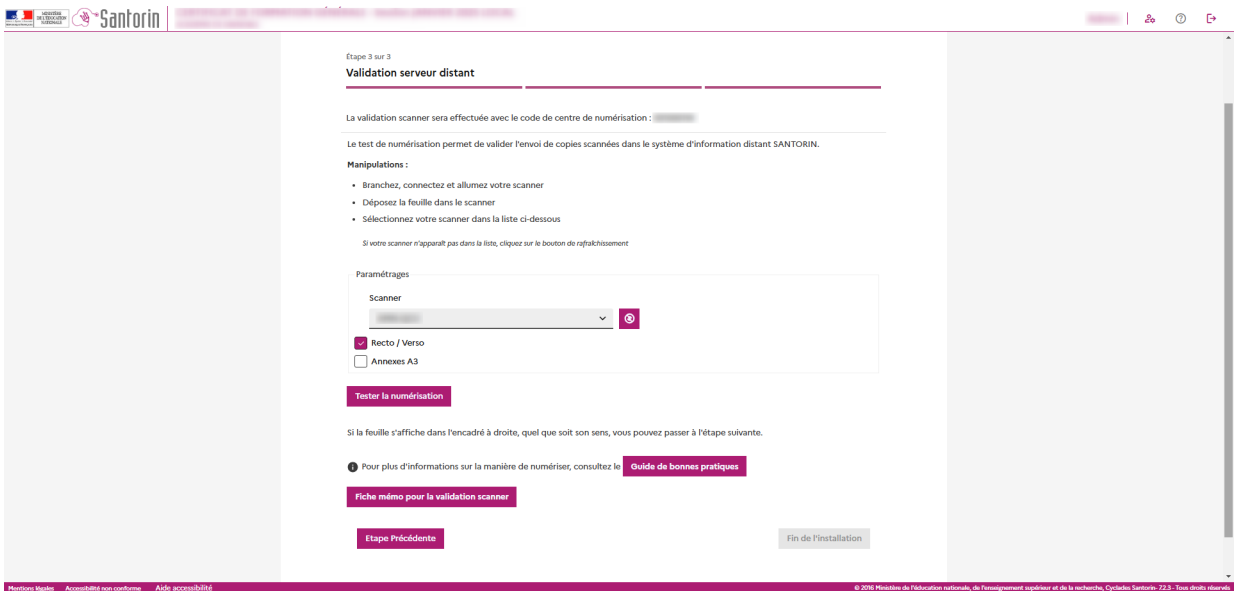 MINISTÈRE
DE L'ÉDUCATION
NATIONALE
Santorin
Étape 3 sur 3
Validation serveur distant
La validation scanner sera effectuée avec le code de centre de numérisation :
Le test de numérisation permet de valider l'envoi de copies scannées dans le système d'information distant SANTORIN.
Manipulations :
• Branchez, connectez et allumez votre scanner
• Déposez la feuille dans le scanner
• Sélectionnez votre scanner dans la liste ci-dessous
Si votre scanner n'apparaît pas dans la liste, cliquez sur le bouton de rafraîchissement
Paramétrages
Scanner
Recto / Verso
Annexes A3
Tester la numérisation
Si la feuille s'affiche dans l'encadré à droite, quel que soit son sens, vous pouvez passer à l'étape suivante.
Pour plus d'informations sur la manière de numériser, consultez le Guide de bonnes pratiques
Fiche mémo pour la validation scanner
Etape Précédente Fin de l'installation
Mentions légales Accessibilité non conforme Aide accessibilité © 2016 Ministère de l'éducation nationale, de l'enseignement supérieur et de la recherche, Cyclades Santorin- 7.2.3 - Tous droits réservés